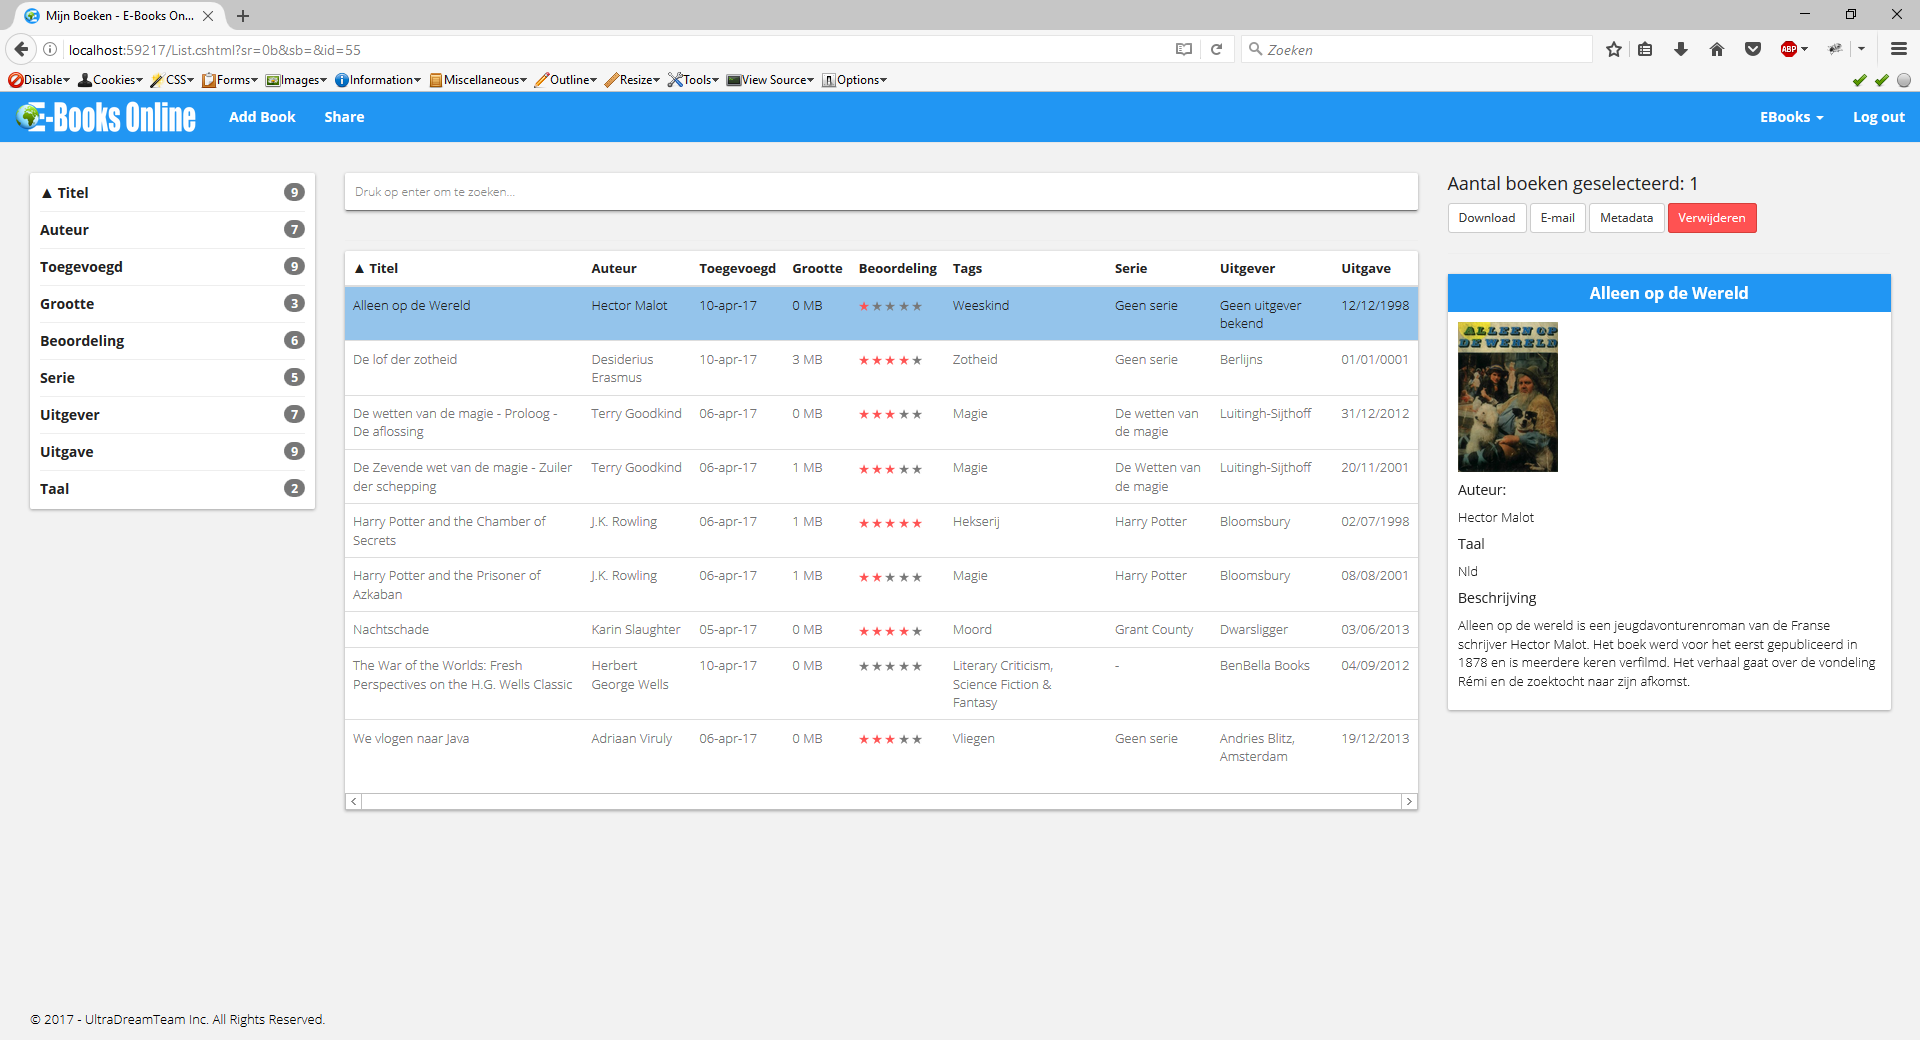 Mijn Boeken - E-Books On...
localhost:59217/List.cshtml?sr=0b&sb=&id=55
Zoeken
ABP
Disable Cookies CSS Forms Images Information Miscellaneous Outline Resize Tools View Source Options
E-Books Online Add Book Share EBooks Log out
▲ Titel 9
Auteur 7
Toegevoegd 9
Grootte 3
Beoordeling 6
Serie 5
Uitgever 7
Uitgave 9
Taal 2
Druk op enter om te zoeken...
▲ Titel Auteur Toegevoegd Grootte Beoordeling Tags Serie Uitgever Uitgave
Alleen op de Wereld Hector Malot 10-apr-17 0 MB ★★★★★ Weeskind Geen serie Geen uitgever 12/12/1998
bekend
De lof der zotheid Desiderius 10-apr-17 3 MB ★★★★★ Zotheid Geen serie Berlijns 01/01/0001
Erasmus
De wetten van de magie - Proloog - Terry Goodkind 06-apr-17 0 MB ★★★★★ Magie De wetten van Luitingh-Sijthoff 31/12/2012
De aflossing de magie
De Zevende wet van de magie - Zuiler Terry Goodkind 06-apr-17 1 MB ★★★★★ Magie De Wetten van Luitingh-Sijthoff 20/11/2001
der schepping de magie
Harry Potter and the Chamber of J.K. Rowling 06-apr-17 1 MB ★★★★★ Hekserij Harry Potter Bloomsbury 02/07/1998
Secrets
Harry Potter and the Prisoner of J.K. Rowling 06-apr-17 1 MB ★★★★★ Magie Harry Potter Bloomsbury 08/08/2001
Azkaban
Nachtschade Karin Slaughter 05-apr-17 0 MB ★★★★★ Moord Grant County Dwarsligger 03/06/2013
The War of the Worlds: Fresh Herbert 10-apr-17 0 MB ★★★★★ Literary Criticism, - BenBella Books 04/09/2012
Perspectives on the H.G. Wells Classic George Wells Science Fiction &
Fantasy
We vlogen naar Java Adriaan Viruly 06-apr-17 0 MB ★★★★★ Vliegen Geen serie Andries Blitz, 19/12/2013
Amsterdam
Aantal boeken geselecteerd: 1
Download E-mail Metadata Verwijderen
Alleen op de Wereld
ALLEEN OP
DE WERELD
Auteur:
Hector Malot
Taal
Nld
Beschrijving
Alleen op de wereld is een jeugdavonturenroman van de Franse
schrijver Hector Malot. Het boek werd voor het eerst gepubliceerd in
1878 en is meerdere keren verfilmd. Het verhaal gaat over de vondeling
Rémi en de zoektocht naar zijn afkomst.
© 2017 - UltraDreamTeam Inc. All Rights Reserved.